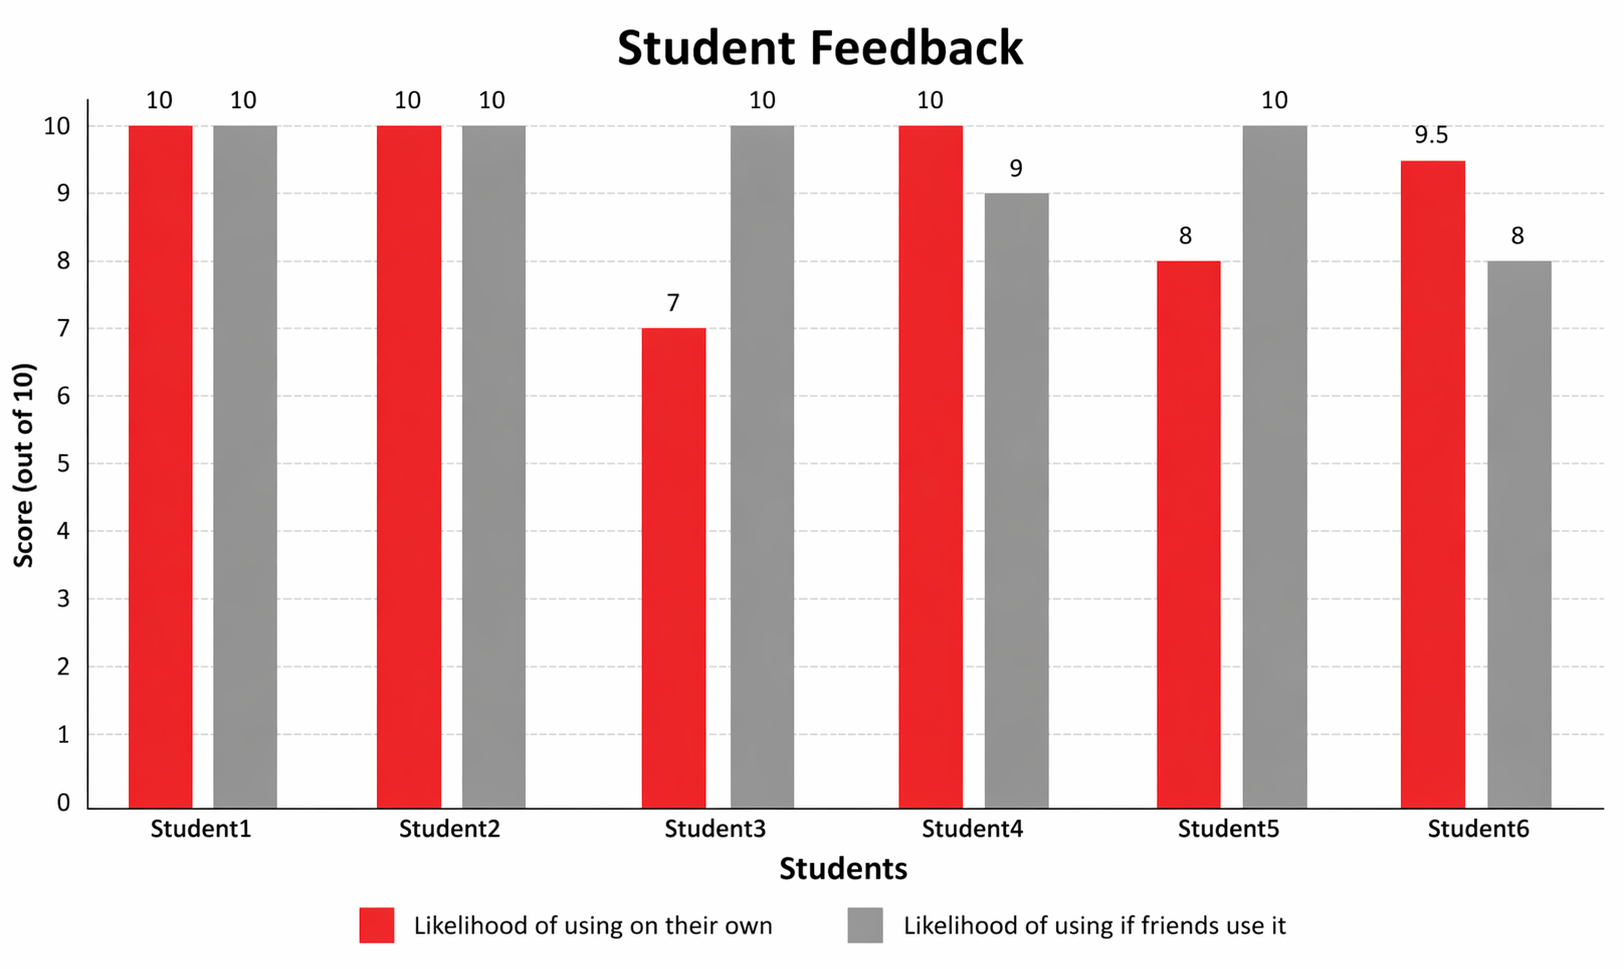 Student Feedback
10 10 10 10 10 10 10
9.5
9
8 8
7
Score (out of 10)
10
9
8
7
6
5
4
3
2
1
0
Student1 Student2 Student3 Student4 Student5 Student6
Students
Likelihood of using on their own Likelihood of using if friends use it